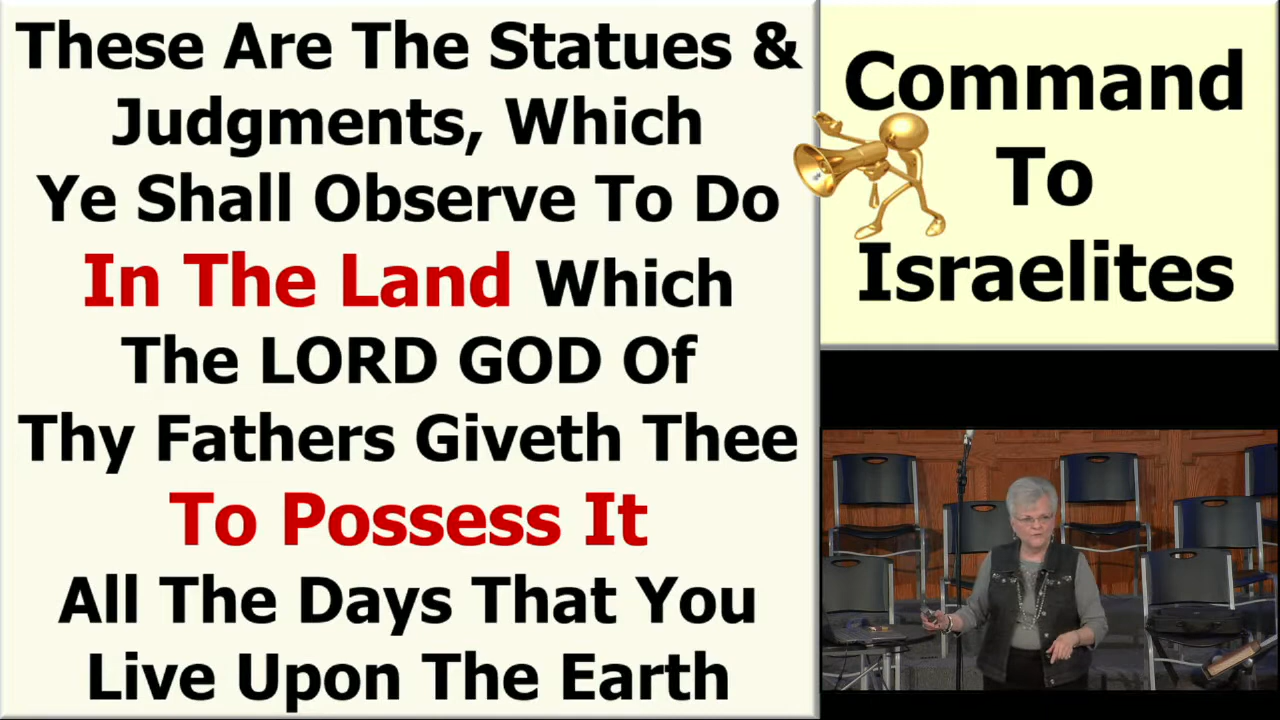 These Are The Statues &
Judgments, Which
Ye Shall Observe To Do
In The Land Which
The LORD GOD Of
Thy Fathers Giveth Thee
To Possess It
All The Days That You
Live Upon The Earth
Command
To
Israelites